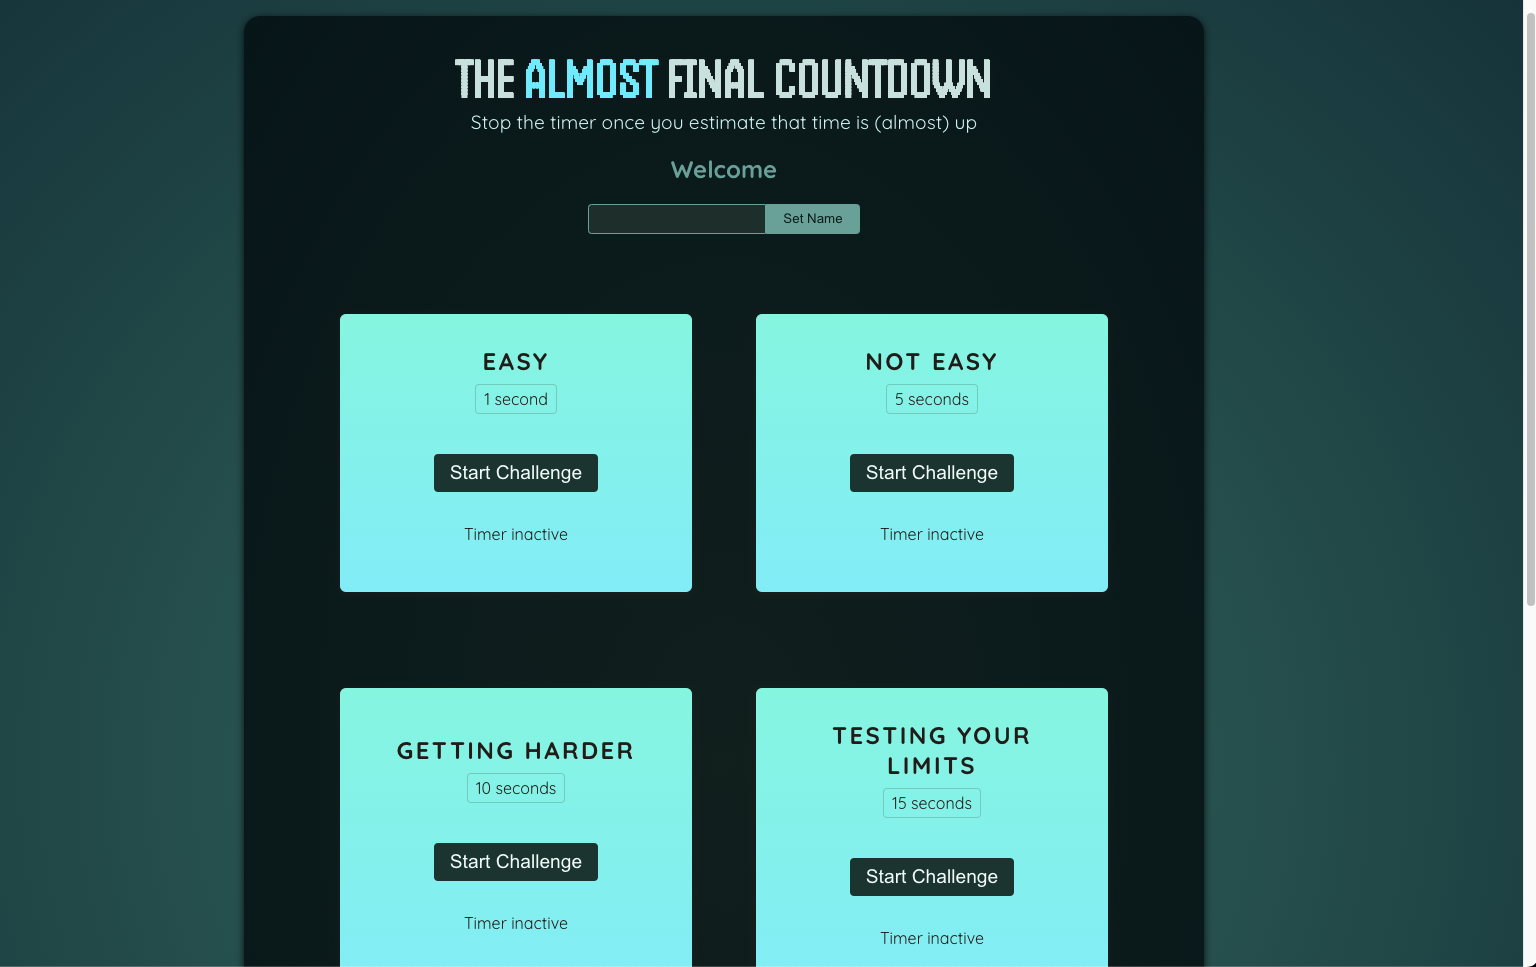 THE ALMOST FINAL COUNTDOWN
Stop the timer once you estimate that time is (almost) up
Welcome
Set Name
EASY
1 second
Start Challenge
Timer inactive
NOT EASY
5 seconds
Start Challenge
Timer inactive
GETTING HARDER
10 seconds
Start Challenge
Timer inactive
TESTING YOUR
LIMITS
15 seconds
Start Challenge
Timer inactive